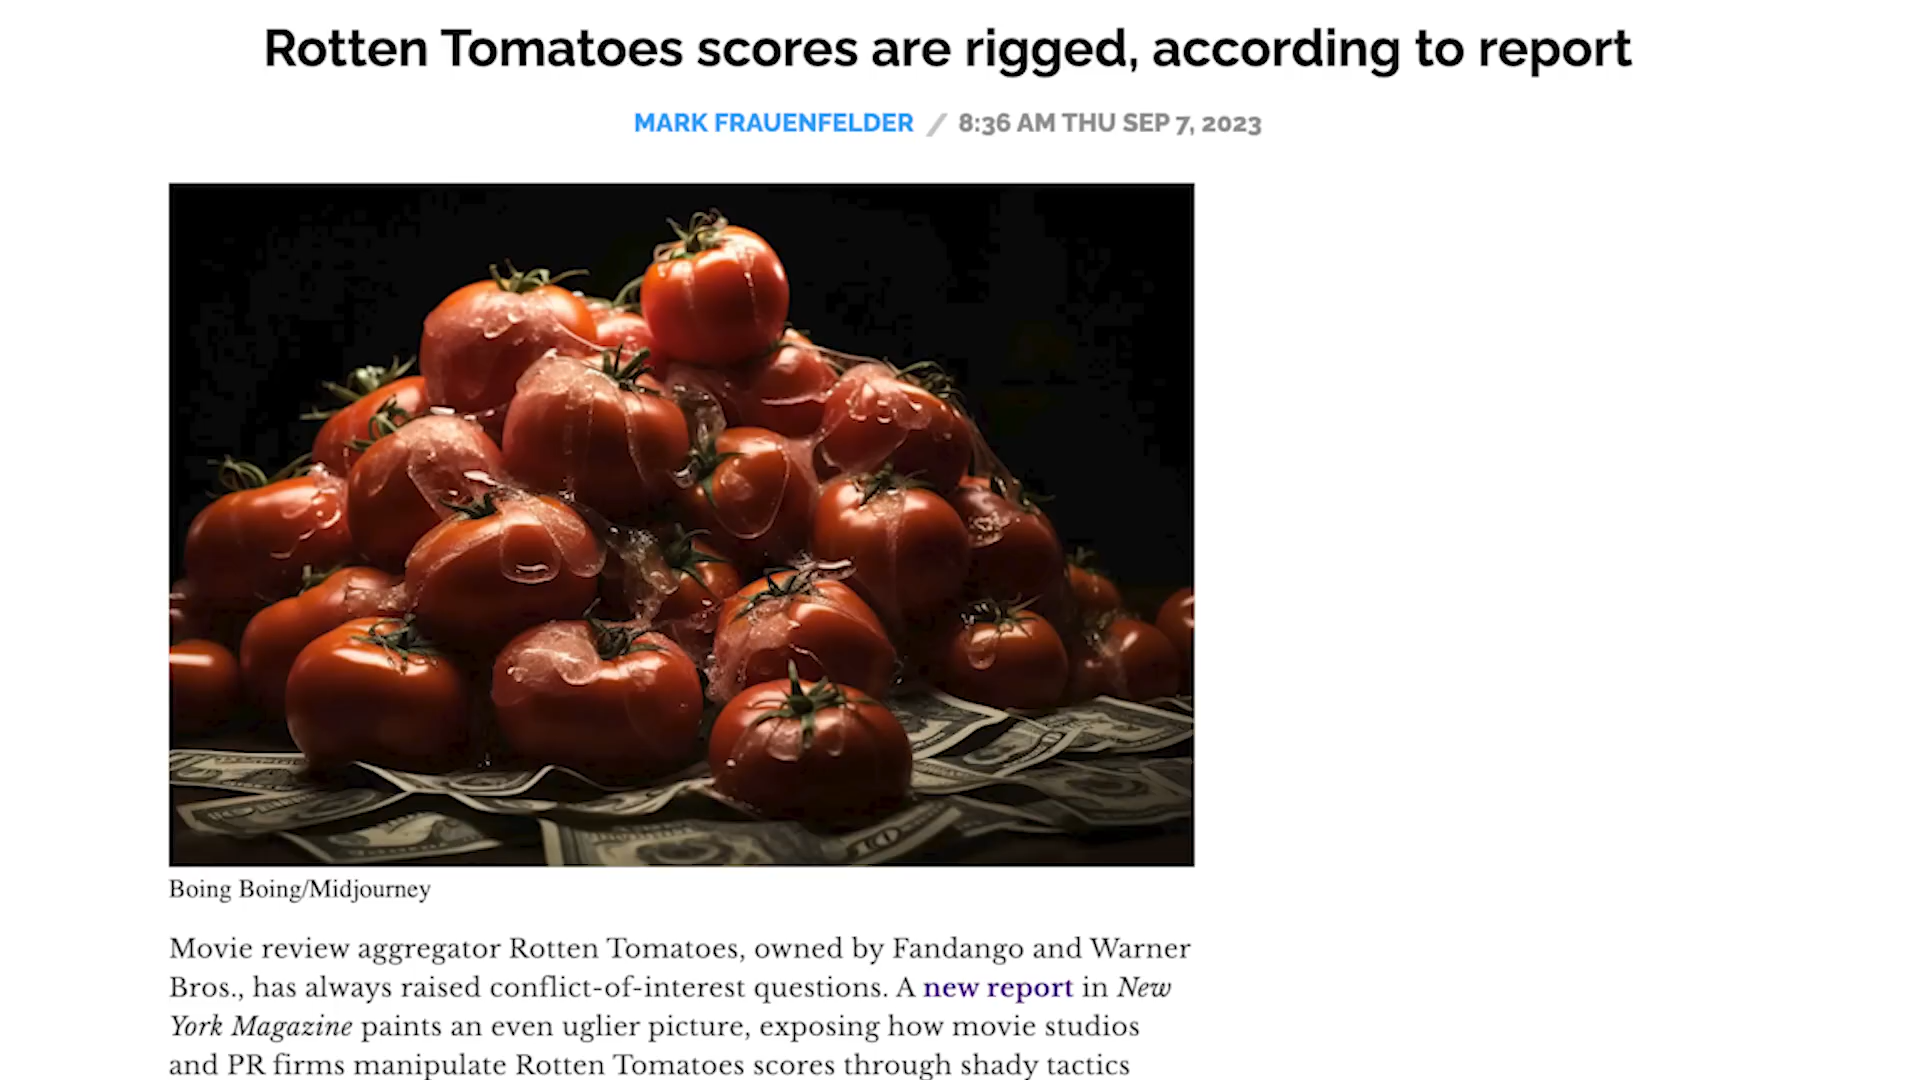 Rotten Tomatoes scores are rigged, according to report
MARK FRAUENFELDER / 8:36 AM THU SEP 7, 2023
Boing Boing/Midjourney
Movie review aggregator Rotten Tomatoes, owned by Fandango and Warner
Bros., has always raised conflict-of-interest questions. A new report in New
York Magazine paints an even uglier picture, exposing how movie studios
and PR firms manipulate Rotten Tomatoes scores through shady tactics